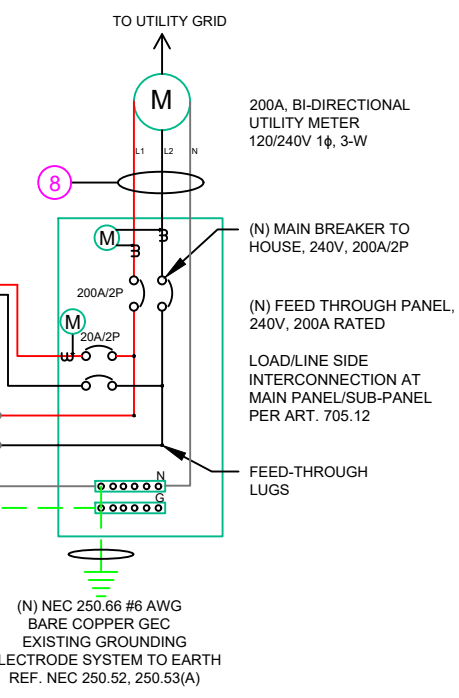 TO UTILITY GRID
M
200A, BI-DIRECTIONAL
UTILITY METER
120/240V 1ϕ, 3-W
L1 L2 N
8
M
(N) MAIN BREAKER TO
HOUSE, 240V, 200A/2P
200A/2P
(N) FEED THROUGH PANEL,
240V, 200A RATED
M
20A/2P
LOAD/LINE SIDE
INTERCONNECTION AT
MAIN PANEL/SUB-PANEL
PER ART. 705.12
FEED-THROUGH
LUGS
N
G
(N) NEC 250.66 #6 AWG
BARE COPPER GEC
EXISTING GROUNDING
LECTRODE SYSTEM TO EARTH
REF. NEC 250.52, 250.53(A)